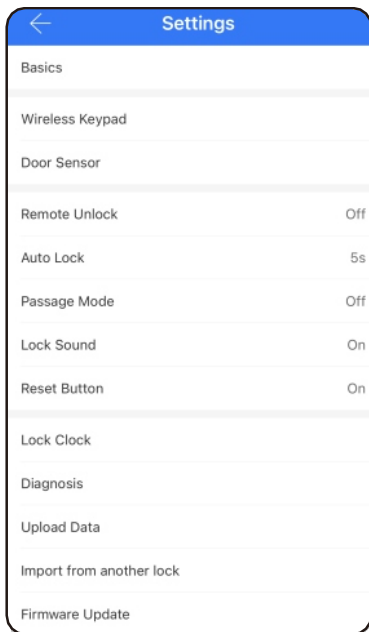 Settings
Basics
Wireless Keypad
Door Sensor
Remote Unlock Off
Auto Lock 5s
Passage Mode Off
Lock Sound On
Reset Button On
Lock Clock
Diagnosis
Upload Data
Import from another lock
Firmware Update